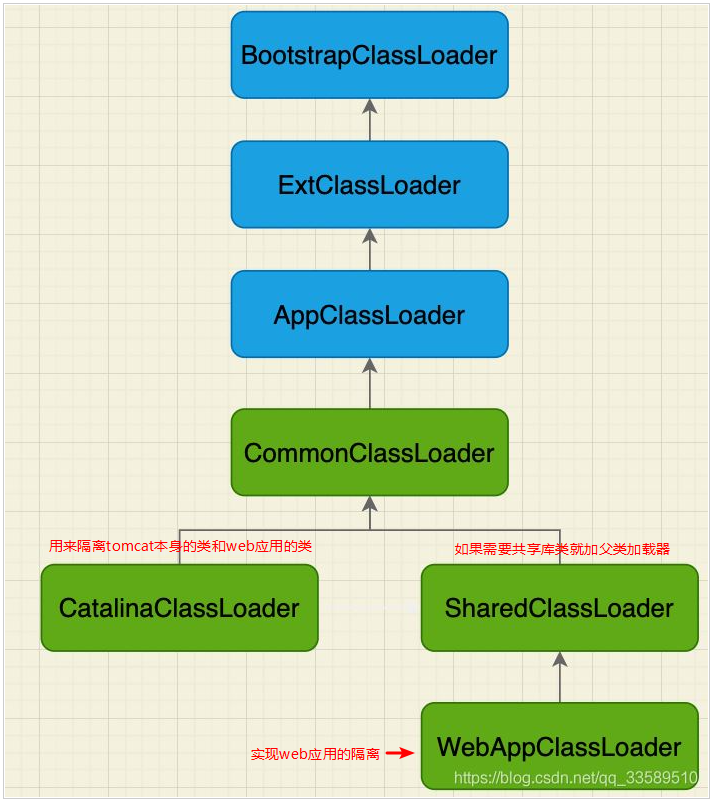 BootstrapClassLoader
ExtClassLoader
AppClassLoader
CommonClassLoader
用来隔离tomcat本身的类和web应用的类
如果需要共享库类就加父类加载器
CatalinaClassLoader
SharedClassLoader
实现web应用的隔离
WebAppClassLoader
https://blog.csdn.net/qq_33589510